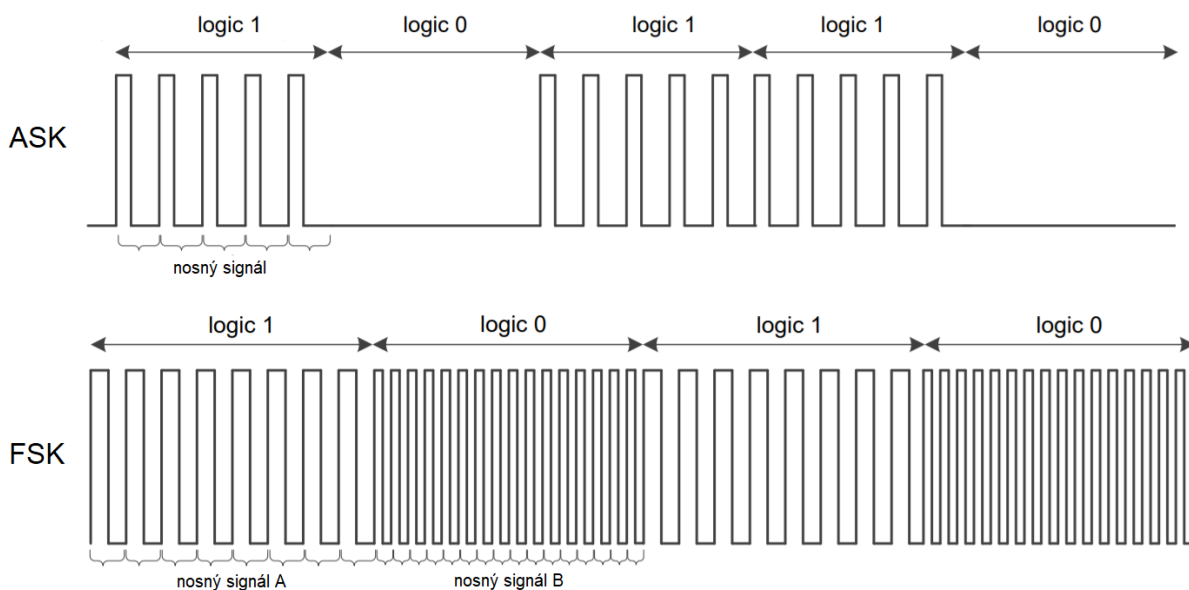 logic 1 logic 0 logic 1 logic 1 logic 0
ASK
nosný signál
logic 1 logic 0 logic 1 logic 0
FSK
nosný signál A nosný signál B